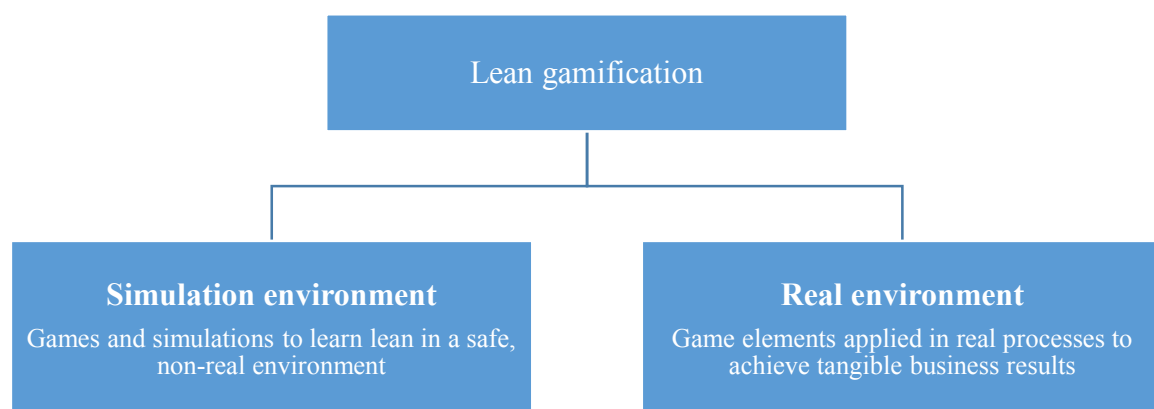 Lean gamification
Simulation environment
Games and simulations to learn lean in a safe,
non-real environment
Real environment
Game elements applied in real processes to
achieve tangible business results